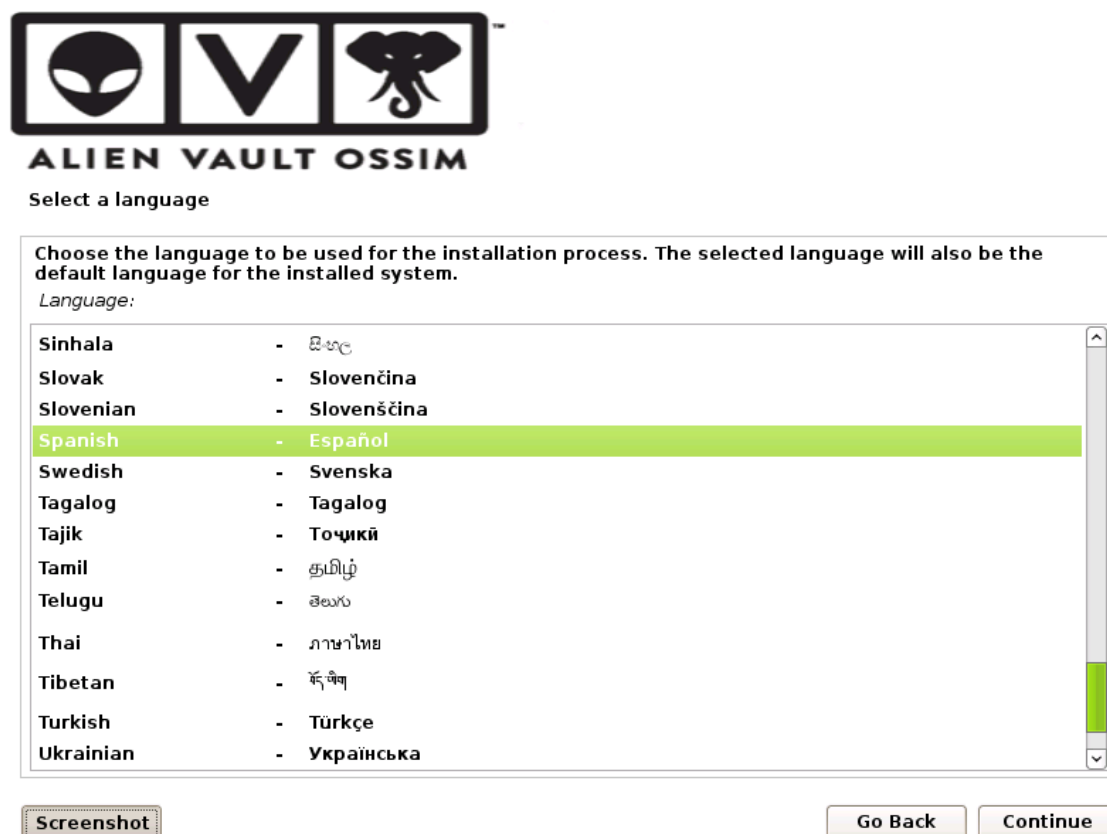 ™
ALIEN VAULT OSSIM
Select a language
Choose the language to be used for the installation process. The selected language will also be the
default language for the installed system.
Language:
Sinhala - සිංහල
Slovak - Slovenčina
Slovenian - Slovenščina
Spanish - Español
Swedish - Svenska
Tagalog - Tagalog
Tajik - Тоҷикӣ
Tamil - தமிழ்
Telugu - తెలుగు
Thai - ภาษาไทย
Tibetan - བོད་ཡིག
Turkish - Türkçe
Ukrainian - Українська
Screenshot Go Back Continue